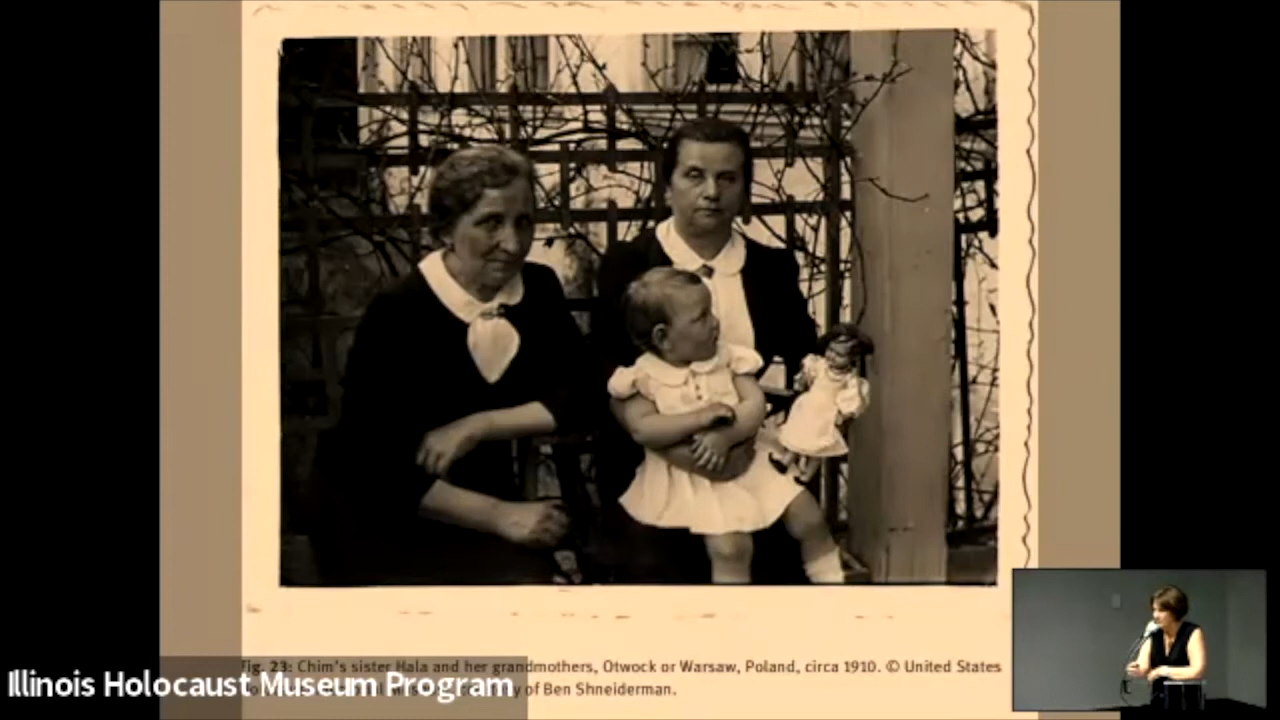 Fig. 23: Chim's sister Hala and her grandmothers, Otwock or Warsaw, Poland, circa 1910. © United States
of Ben Shneiderman.
Illinois Holocaust Museum Program